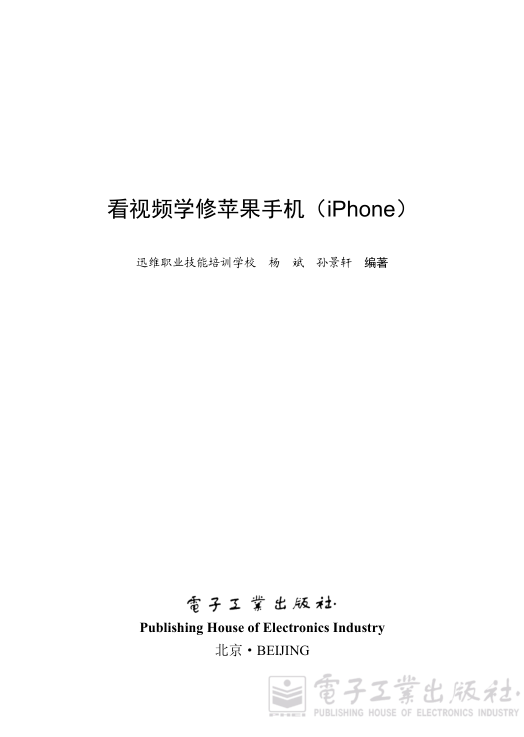 看视频学修苹果手机（iPhone）
迅维职业技能培训学校　杨　斌　孙景轩　编著
電子工業出版社·
Publishing House of Electronics Industry
北京·BEIJING
電子工業出版社·
PHEI
PUBLISHING HOUSE OF ELECTRONICS INDUSTRY